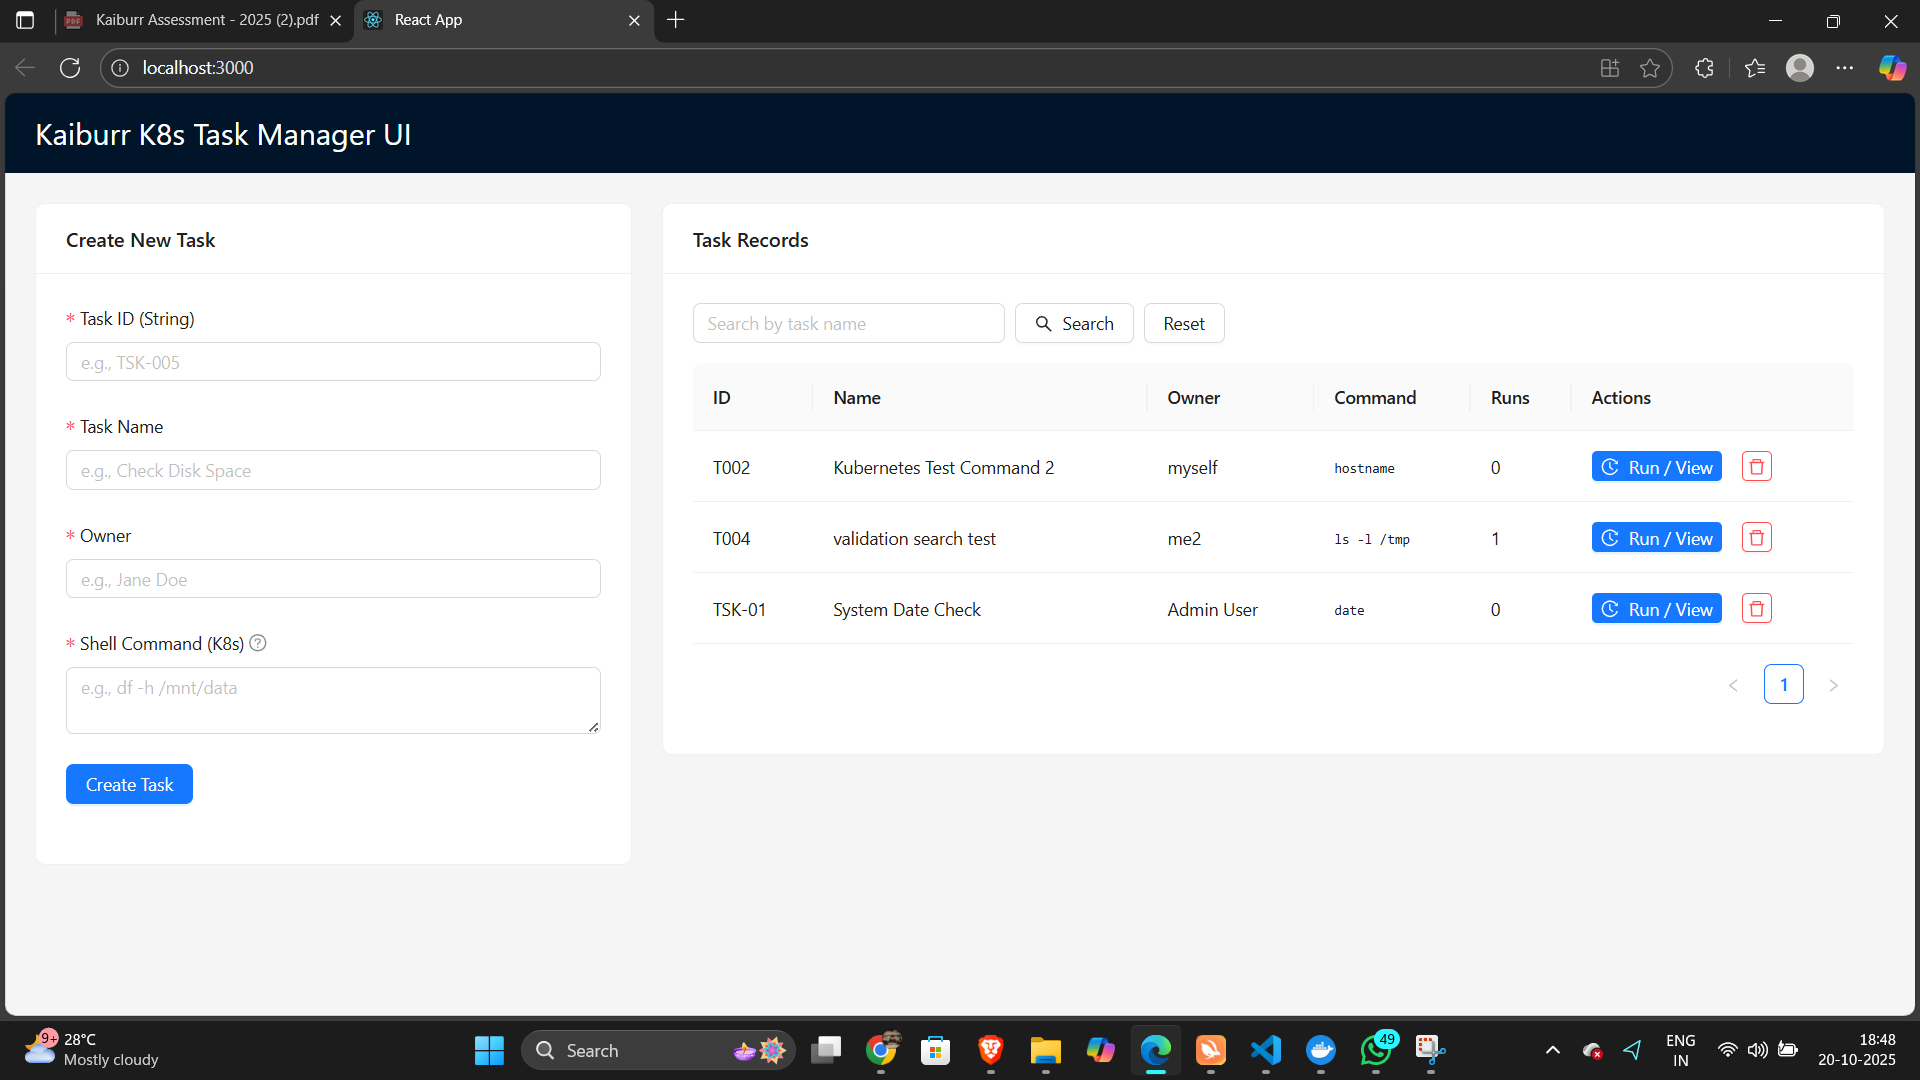 Kaiburr Assessment - 2025 (2).pdf
React App
localhost:3000
Kaiburr K8s Task Manager UI
Create New Task
* Task ID (String)
e.g., TSK-005
* Task Name
e.g., Check Disk Space
* Owner
e.g., Jane Doe
* Shell Command (K8s)
e.g., df -h /mnt/data
Create Task
Task Records
Search by task name
Search
Reset
ID Name Owner Command Runs Actions
T002 Kubernetes Test Command 2 myself hostname 0 Run / View
T004 validation search test me2 ls -l /tmp 1 Run / View
TSK-01 System Date Check Admin User date 0 Run / View
< 1 >
9+
28°C
Mostly cloudy
Search
49
ENG
IN
18:48
20-10-2025